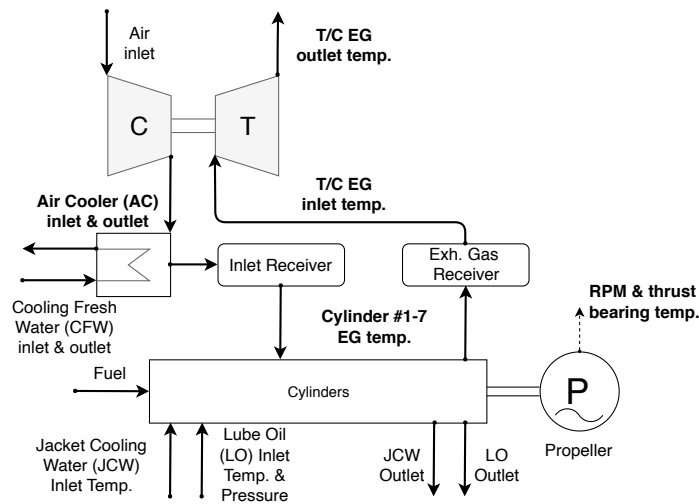 Air
inlet
T/C EG
outlet temp.
C
T
Air Cooler (AC)
inlet & outlet
T/C EG
inlet temp.
Inlet Receiver
Exh. Gas
Receiver
Cooling Fresh
Water (CFW)
inlet & outlet
Cylinder #1-7
EG temp.
RPM & thrust
bearing temp.
Fuel
Cylinders
P
Propeller
Jacket Cooling
Water (JCW)
Inlet Temp.
Lube Oil
(LO) Inlet
Temp. &
Pressure
JCW
Outlet
LO
Outlet